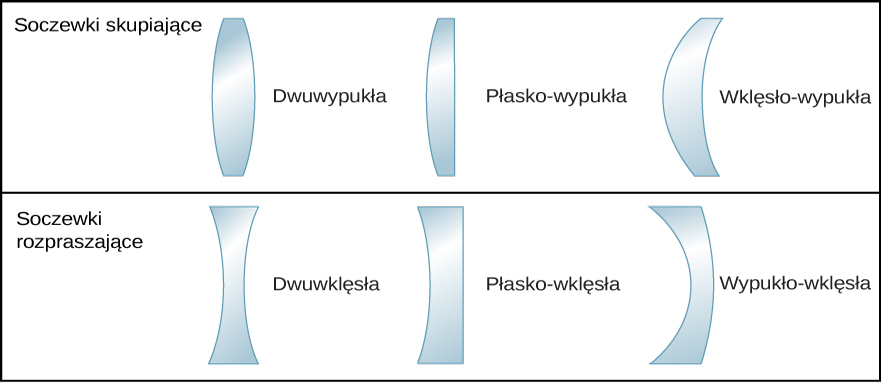 Soczewki skupiające
Dwuwypukła
Płasko-wypukła
Wklęsło-wypukła
Soczewki
rozpraszające
Dwuwklęsła
Płasko-wklęsła
Wypukło-wklęsła